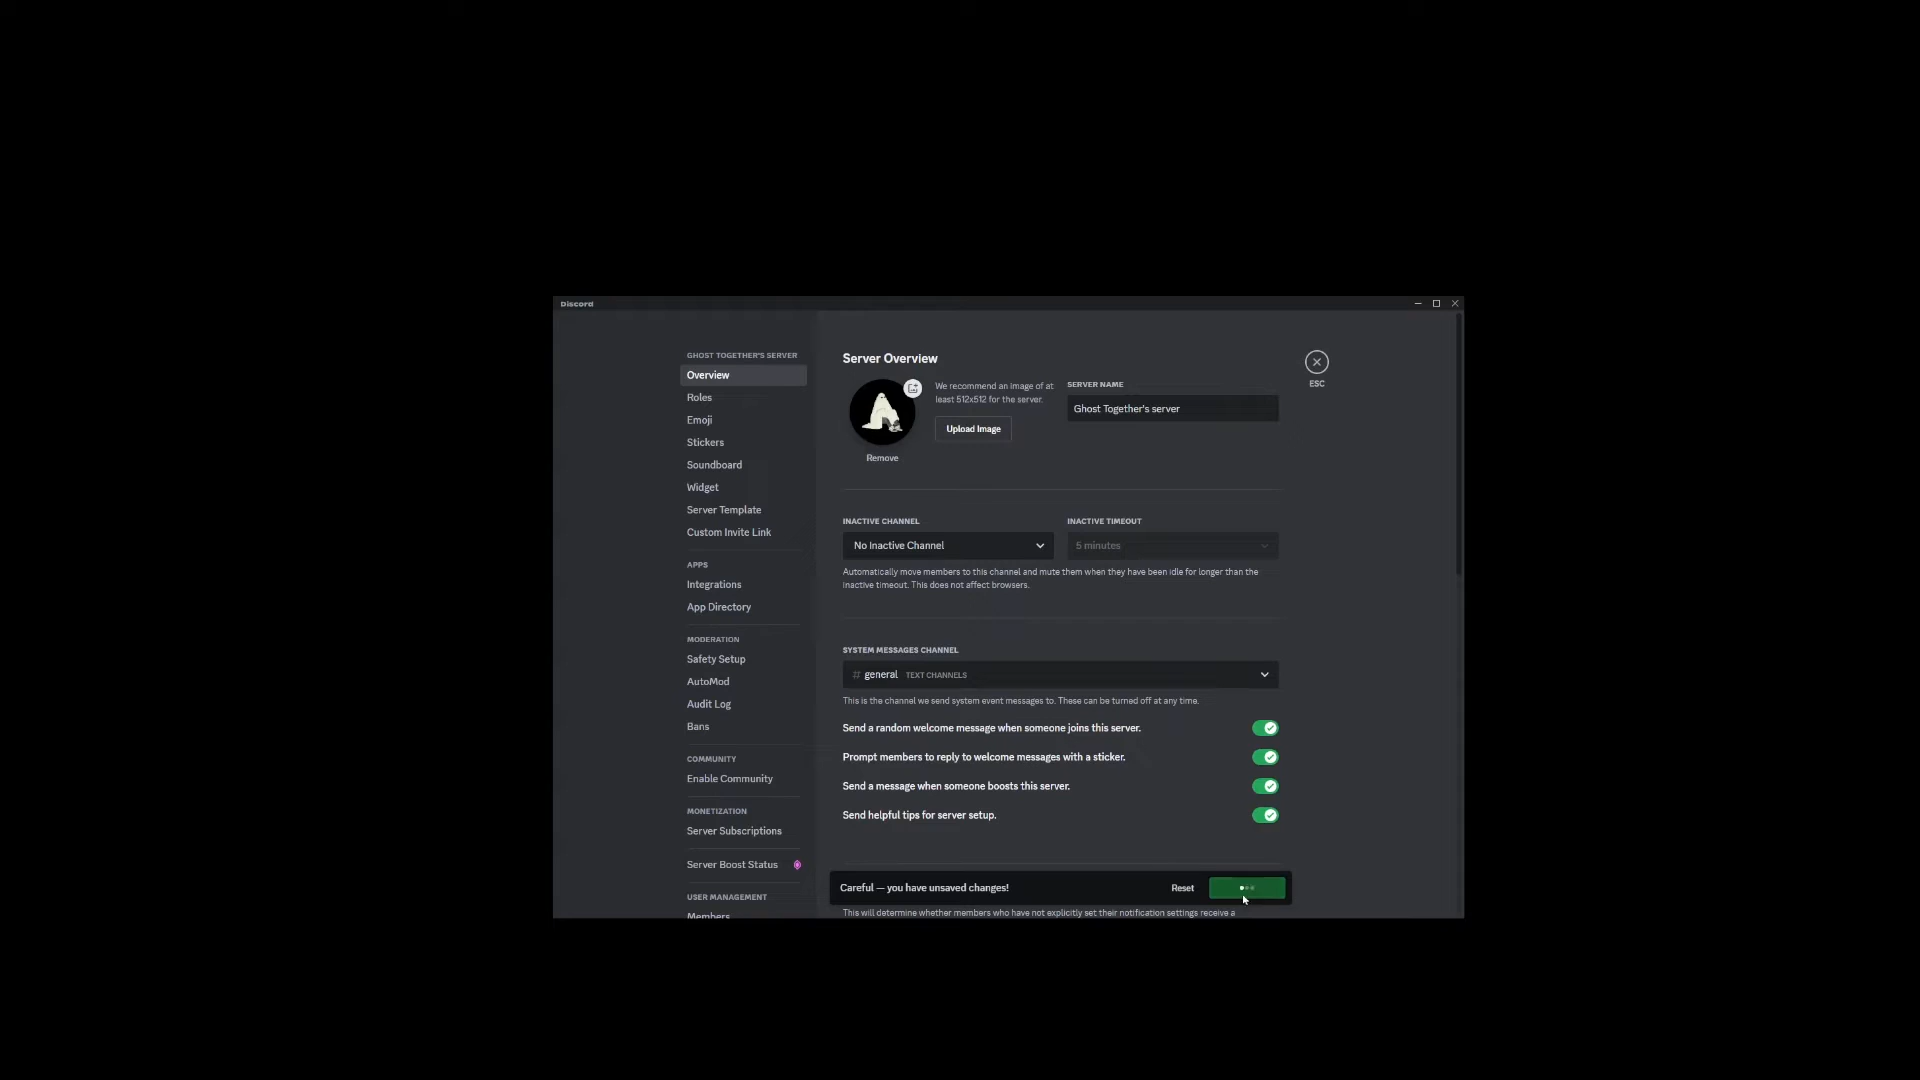 Discord
GHOST TOGETHER'S SERVER
Overview
Roles
Emoji
Stickers
Soundboard
Widget
Server Template
Custom Invite Link
APPS
Integrations
App Directory
MODERATION
Safety Setup
AutoMod
Audit Log
Bans
COMMUNITY
Enable Community
MONETIZATION
Server Subscriptions
Server Boost Status
USER MANAGEMENT
Members
Server Overview
We recommend an image of at
least 512x512 for the server.
Upload Image
Remove
SERVER NAME
Ghost Together's server
ESC
INACTIVE CHANNEL
No Inactive Channel
INACTIVE TIMEOUT
5 minutes
Automatically move members to this channel and mute them when they have been idle for longer than the
inactive timeout. This does not affect browsers.
SYSTEM MESSAGES CHANNEL
# general TEXT CHANNELS
This is the channel we send system event messages to. These can be turned off at any time.
Send a random welcome message when someone joins this server.
Prompt members to reply to welcome messages with a sticker.
Send a message when someone boosts this server.
Send helpful tips for server setup.
Careful — you have unsaved changes!
Reset
This will determine whether members who have not explicitly set their notification settings receive a